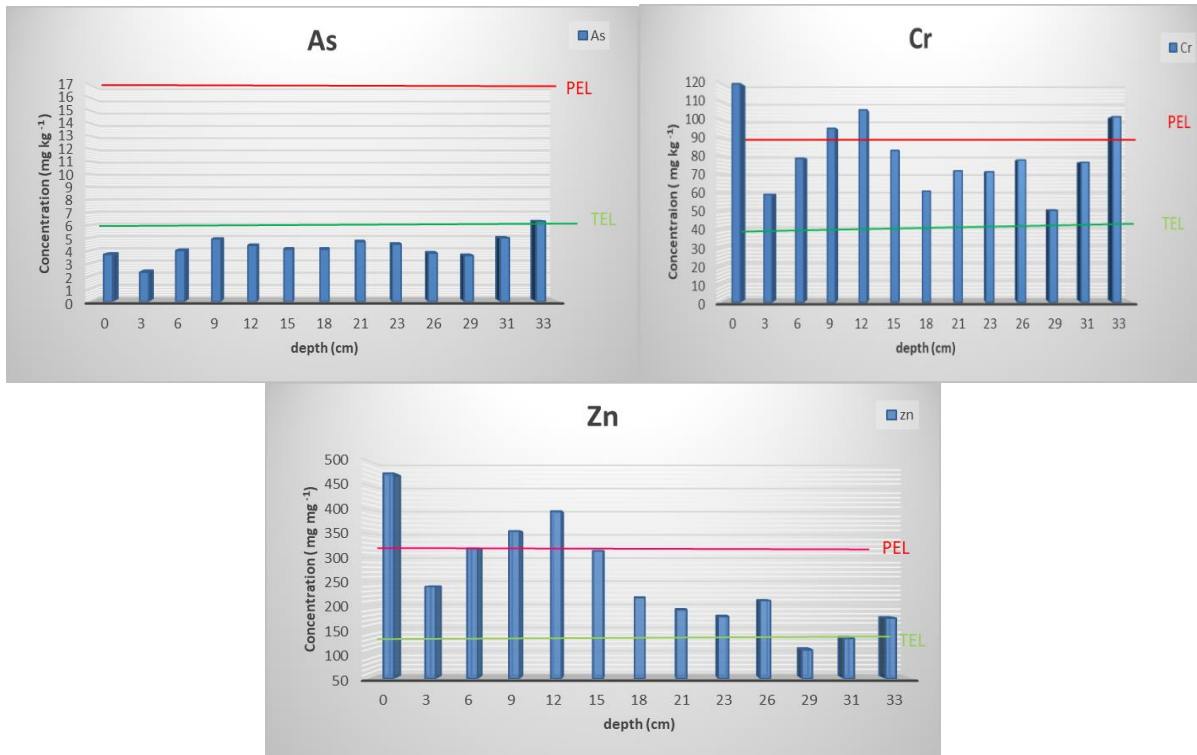 As
As
17
16
15
14
13
12
11
10
9
8
7
6
5
4
3
2
1
0
Concentration (mg kg -1)
PEL
TEL
0 3 6 9 12 15 18 21 23 26 29 31 33
depth (cm)
Cr
Cr
120
110
100
90
80
70
60
50
40
30
20
10
0
Concentraion ( mg kg -1)
PEL
TEL
0 3 6 9 12 15 18 21 23 26 29 31 33
depth (cm)
Zn
zn
500
450
400
350
300
250
200
150
100
50
Concentration ( mg mg -1)
PEL
TEL
0 3 6 9 12 15 18 21 23 26 29 31 33
depth (cm)